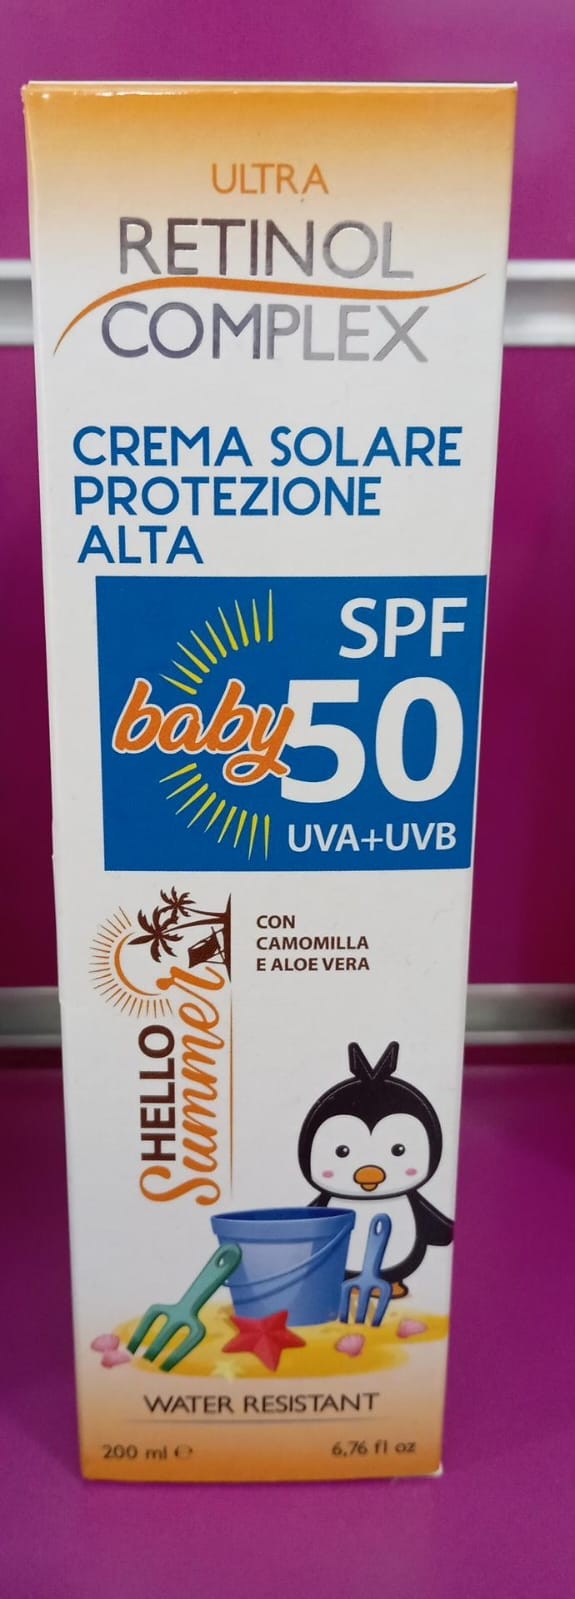 ULTRA
RETINOL
COMPLEX
CREMA SOLARE
PROTEZIONE
ALTA
SPF
baby 50
UVA+UVB
CON
CAMOMILLA
E ALOE VERA
HELLO
Summer
WATER RESISTANT
200 ml ℮ 6,76 fl oz